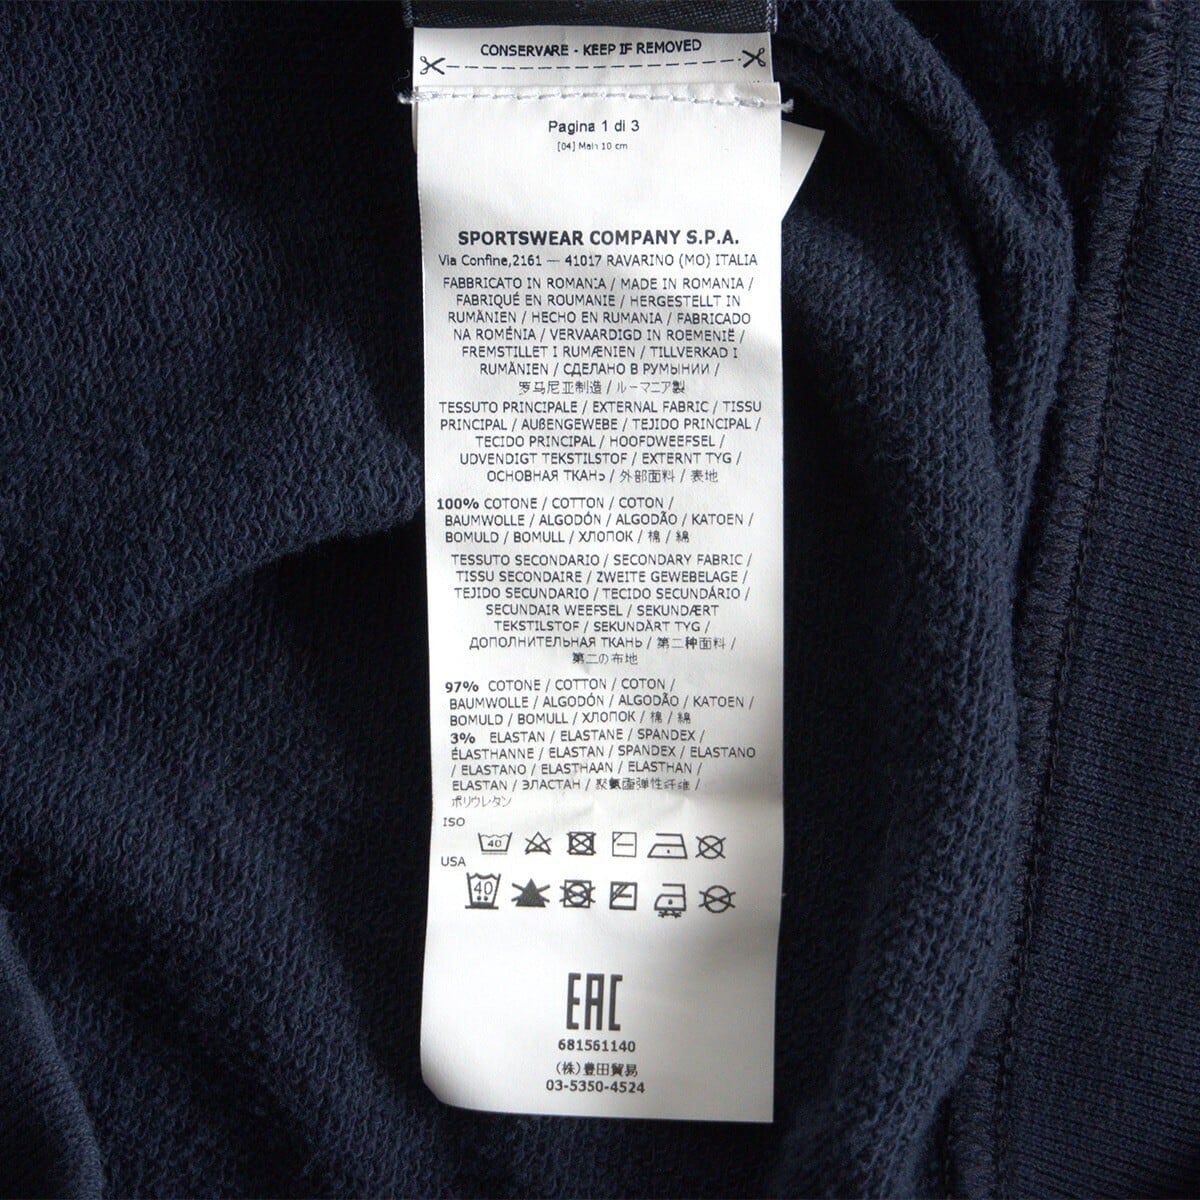 CONSERVARE - KEEP IF REMOVED
Pagina 1 di 3
[04] Main 10 cm
SPORTSWEAR COMPANY S.P.A.
Via Confine,2161 — 41017 RAVARINO (MO) ITALIA
FABBRICATO IN ROMANIA / MADE IN ROMANIA /
FABRIQUÉ EN ROUMANIE / HERGESTELLT IN
RUMÄNIEN / HECHO EN RUMANIA / FABRICADO
NA ROMÉNIA / VERVAARDIGD IN ROEMENIË /
FREMSTILLET I RUMÆNIEN / TILLVERKAD I
RUMÄNIEN / СДЕЛАНО В РУМЫНИИ /
罗马尼亚制造 / ルーマニア製
TESSUTO PRINCIPALE / EXTERNAL FABRIC / TISSU
PRINCIPAL / AUßENGEWEBE / TEJIDO PRINCIPAL /
TECIDO PRINCIPAL / HOOFDWEEFSEL /
UDVENDIGT TEKSTILSTOF / EXTERNT TYG /
ОСНОВНАЯ ТКАНЬ / 外部面料 / 表地
100% COTONE / COTTON / COTON /
BAUMWOLLE / ALGODÓN / ALGODÃO / KATOEN /
BOMULD / BOMULL / ХЛОПОК / 棉 / 綿
TESSUTO SECONDARIO / SECONDARY FABRIC /
TISSU SECONDAIRE / ZWEITE GEWEBELAGE /
TEJIDO SECUNDARIO / TECIDO SECUNDÁRIO /
SECUNDAIR WEEFSEL / SEKUNDÆRT
TEKSTILSTOF / SEKUNDÄRT TYG /
ДОПОЛНИТЕЛЬНАЯ ТКАНЬ / 第二种面料 /
第二の布地
97% COTONE / COTTON / COTON /
BAUMWOLLE / ALGODÓN / ALGODÃO / KATOEN /
BOMULD / BOMULL / ХЛОПОК / 棉 / 綿
3% ELASTAN / ELASTANE / SPANDEX /
ÉLASTHANNE / ELASTAN / SPANDEX / ELASTANO
/ ELASTANO / ELASTHAAN / ELASTHAN /
ELASTAN / ЭЛАСТАН / 聚氨酯弹性纤维 /
ポリウレタン
ISO
40
USA
40
EAC
681561140
(株)豊田貿易
03-5350-4524